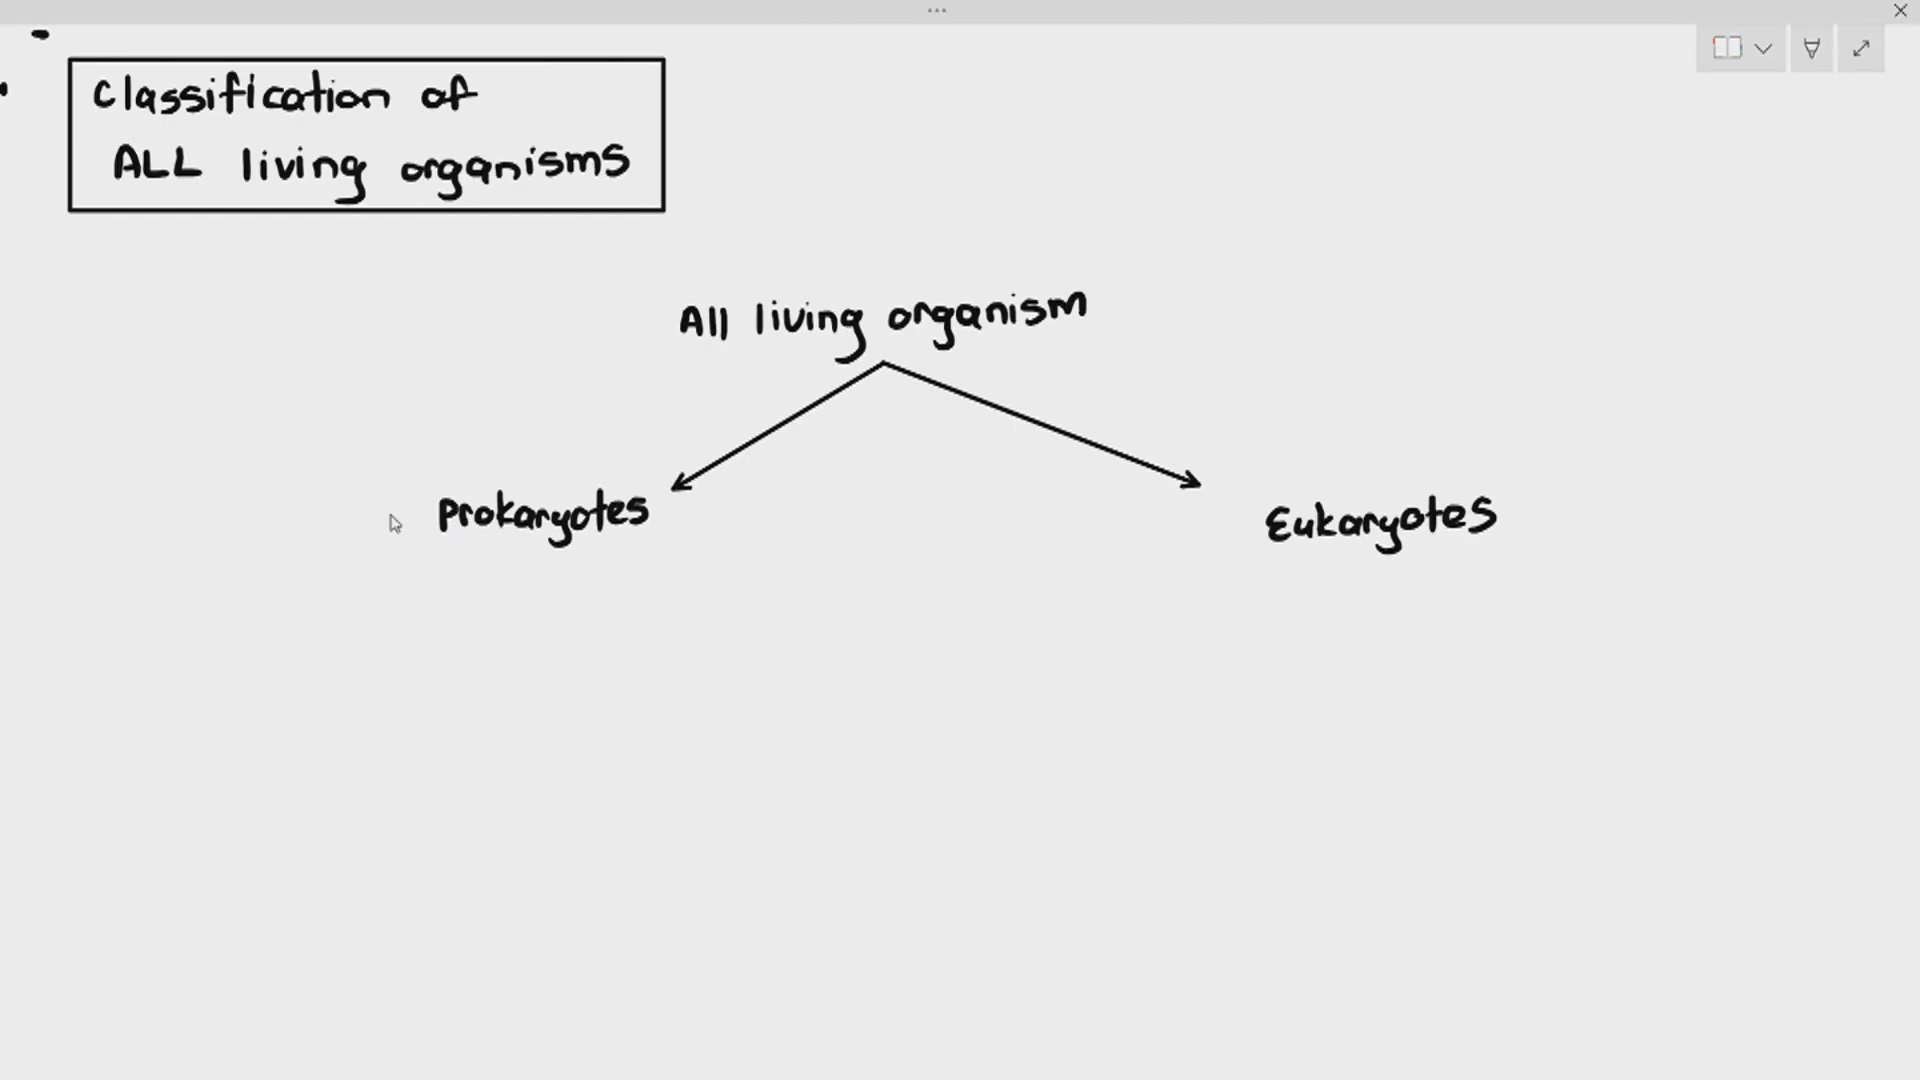 Classification of
ALL living organisms
All living organism
Prokaryotes
Eukaryotes